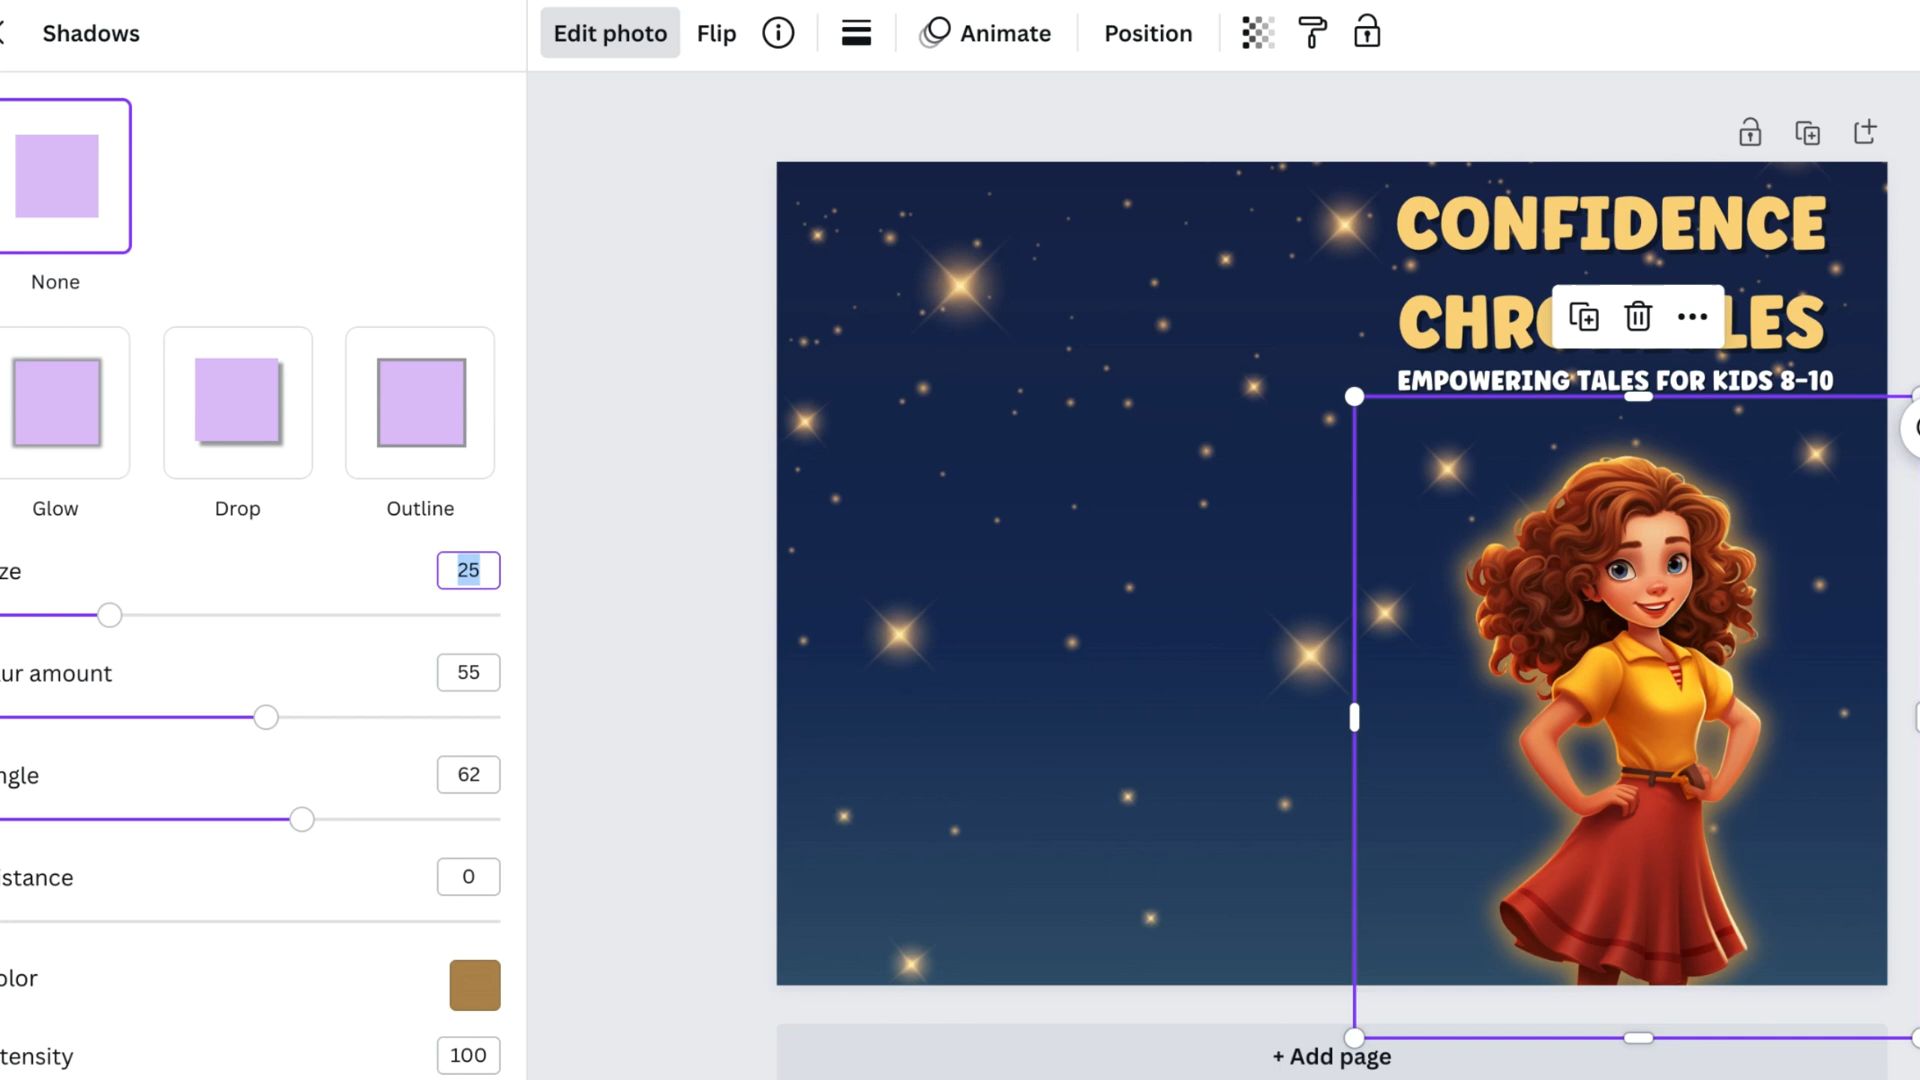 Shadows
Edit photo
Flip
Animate
Position
None
Glow
Drop
Outline
ze 25
ur amount 55
ngle 62
istance 0
olor
tensity 100
CONFIDENCE
CHR LES
EMPOWERING TALES FOR KIDS 8-10
+ Add page